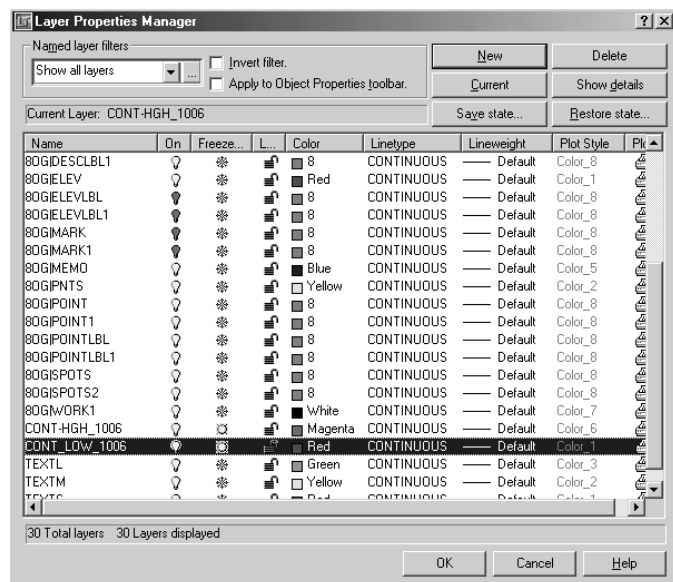 Layer Properties Manager
Named layer filters
Show all layers
...
Invert filter.
Apply to Object Properties toolbar.
New
Delete
Current
Show details
Current Layer: CONT-HGH_1006
Save state...
Restore state...
Name On Freeze... L... Color Linetype Lineweight Plot Style Plo
80G|DESCLBL1 8 CONTINUOUS Default Color_8
80G|ELEV Red CONTINUOUS Default Color_1
80G|ELEVLBL 8 CONTINUOUS Default Color_8
80G|ELEVLBL1 8 CONTINUOUS Default Color_8
80G|MARK 8 CONTINUOUS Default Color_8
80G|MARK1 8 CONTINUOUS Default Color_8
80G|MEMO Blue CONTINUOUS Default Color_5
80G|PNTS Yellow CONTINUOUS Default Color_2
80G|POINT 8 CONTINUOUS Default Color_8
80G|POINT1 8 CONTINUOUS Default Color_8
80G|POINTLBL 8 CONTINUOUS Default Color_8
80G|POINTLBL1 8 CONTINUOUS Default Color_8
80G|SPOTS 8 CONTINUOUS Default Color_8
80G|SPOTS2 8 CONTINUOUS Default Color_8
80G|WORK1 White CONTINUOUS Default Color_7
CONT-HGH_1006 Magenta CONTINUOUS Default Color_6
CONT_LOW_1006 Red CONTINUOUS Default Color_1
TEXTL Green CONTINUOUS Default Color_3
TEXTM Yellow CONTINUOUS Default Color_2
TEXTS Red CONTINUOUS Default Color_1
30 Total layers 30 Layers displayed
OK
Cancel
Help